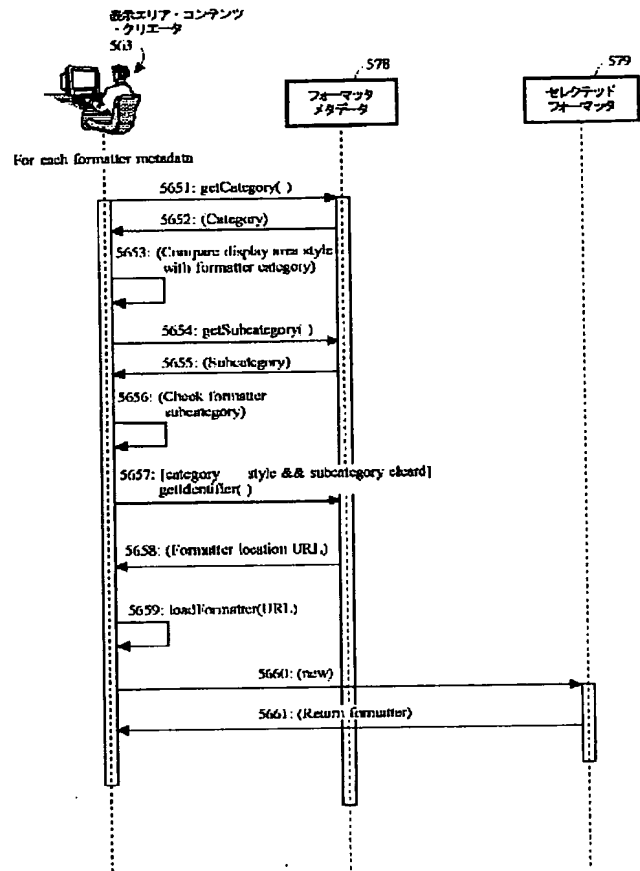 表示エリア・コンテンツ
・クリエータ
563
578
フォーマッタ
メタデータ
579
セレクテッド
フォーマッタ
For each formatter metadata
5651: getCategory( )
5652: (Category)
5653: (Compare display area style
with formatter category)
5654: getSubcategory( )
5655: (Subcategory)
5656: (Check formatter
subcategory)
5657: [category style && subcategory cleard]
getIdentifier( )
5658: (Formatter location URL)
5659: loadFormatter(URL)
5660: (new)
5661: (Return formatter)